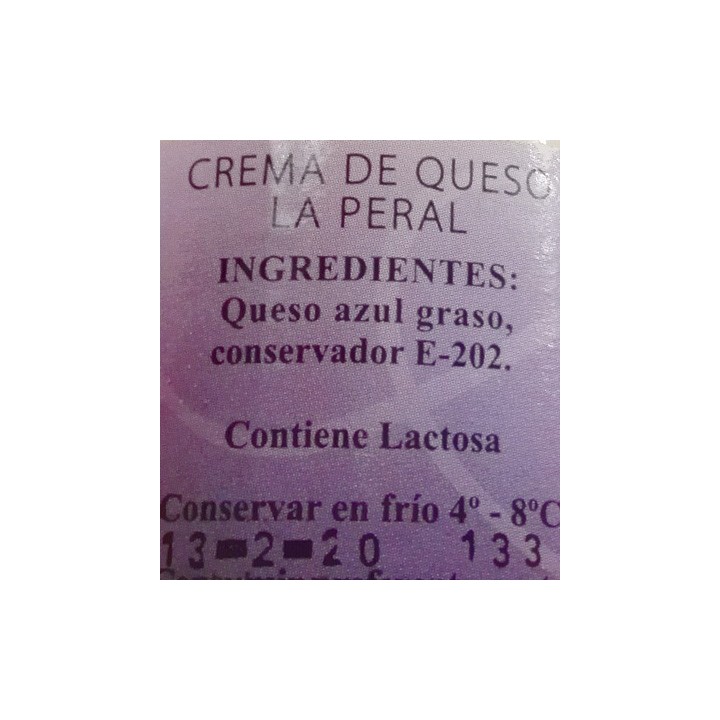 CREMA DE QUESO
LA PERAL
INGREDIENTES:
Queso azul graso,
conservador E-202.
Contiene Lactosa
Conservar en frío 4º - 8ºC
13-2-20 133